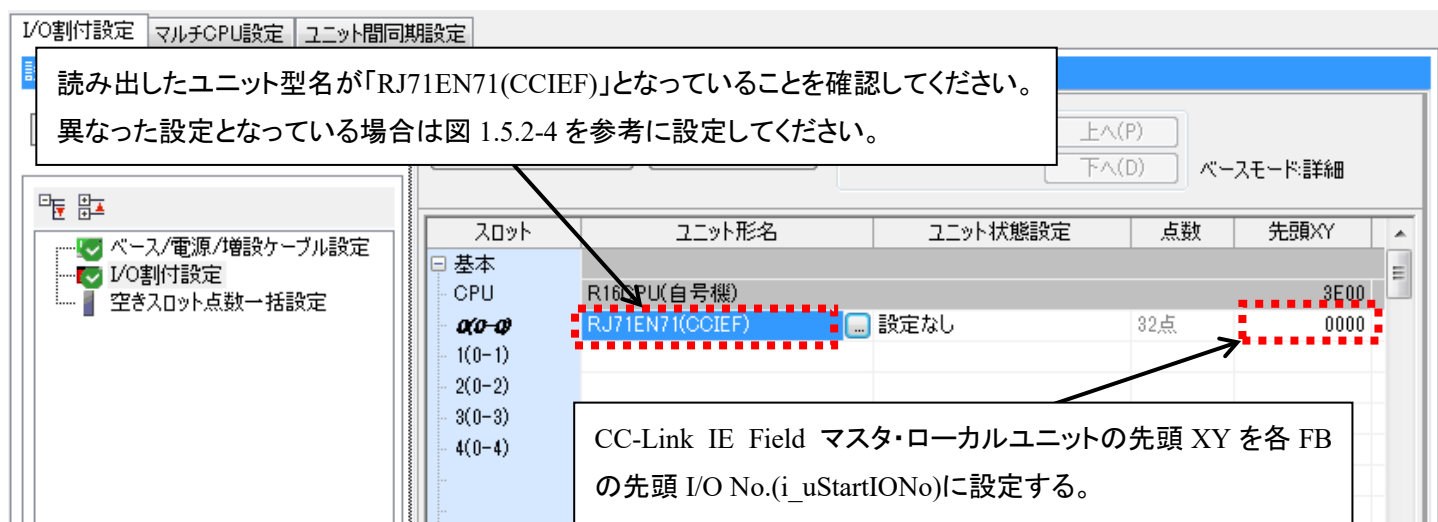 I/O割付設定 マルチCPU設定 ユニット間同期設定
読み出したユニット型名が「RJ71EN71(CCIEF)」となっていることを確認してください。
異なった設定となっている場合は図 1.5.2-4 を参考に設定してください。
上へ(P)
下へ(D)
ベースモード:詳細
ベース/電源/増設ケーブル設定
I/O割付設定
空きスロット点数一括設定
スロット ユニット形名 ユニット状態設定 点数 先頭XY
基本
CPU R16CPU(自号機) 3E00
0(0-0) RJ71EN71(CCIEF) ... 設定なし 32点 0000
1(0-1)
2(0-2)
3(0-3)
4(0-4)
CC-Link IE Field マスタ・ローカルユニットの先頭 XY を各 FB
の先頭 I/O No.(i_uStartIONo)に設定する。